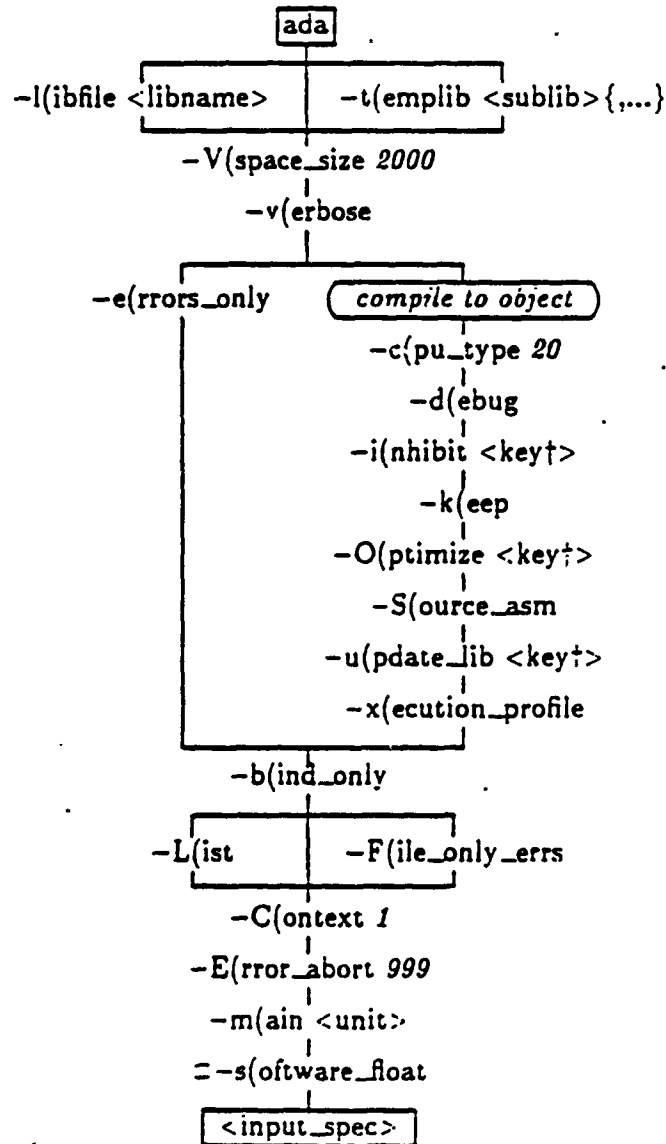 ada
-l(ibfile <libname> -t(emplib <sublib>{,...}
-V(space_size 2000
-v(erbose
-e(rrors_only compile to object
-c(pu_type 20
-d(ebug
-i(nhibit <key†>
-k(eep
-O(ptimize <key†>
-S(ource_asm
-u(pdate_lib <key†>
-x(ecution_profile
-b(ind_only
-L(ist -F(ile_only_errs
-C(ontext 1
-E(rror_abort 999
-m(ain <unit>
-s(oftware_float
<input_spec>